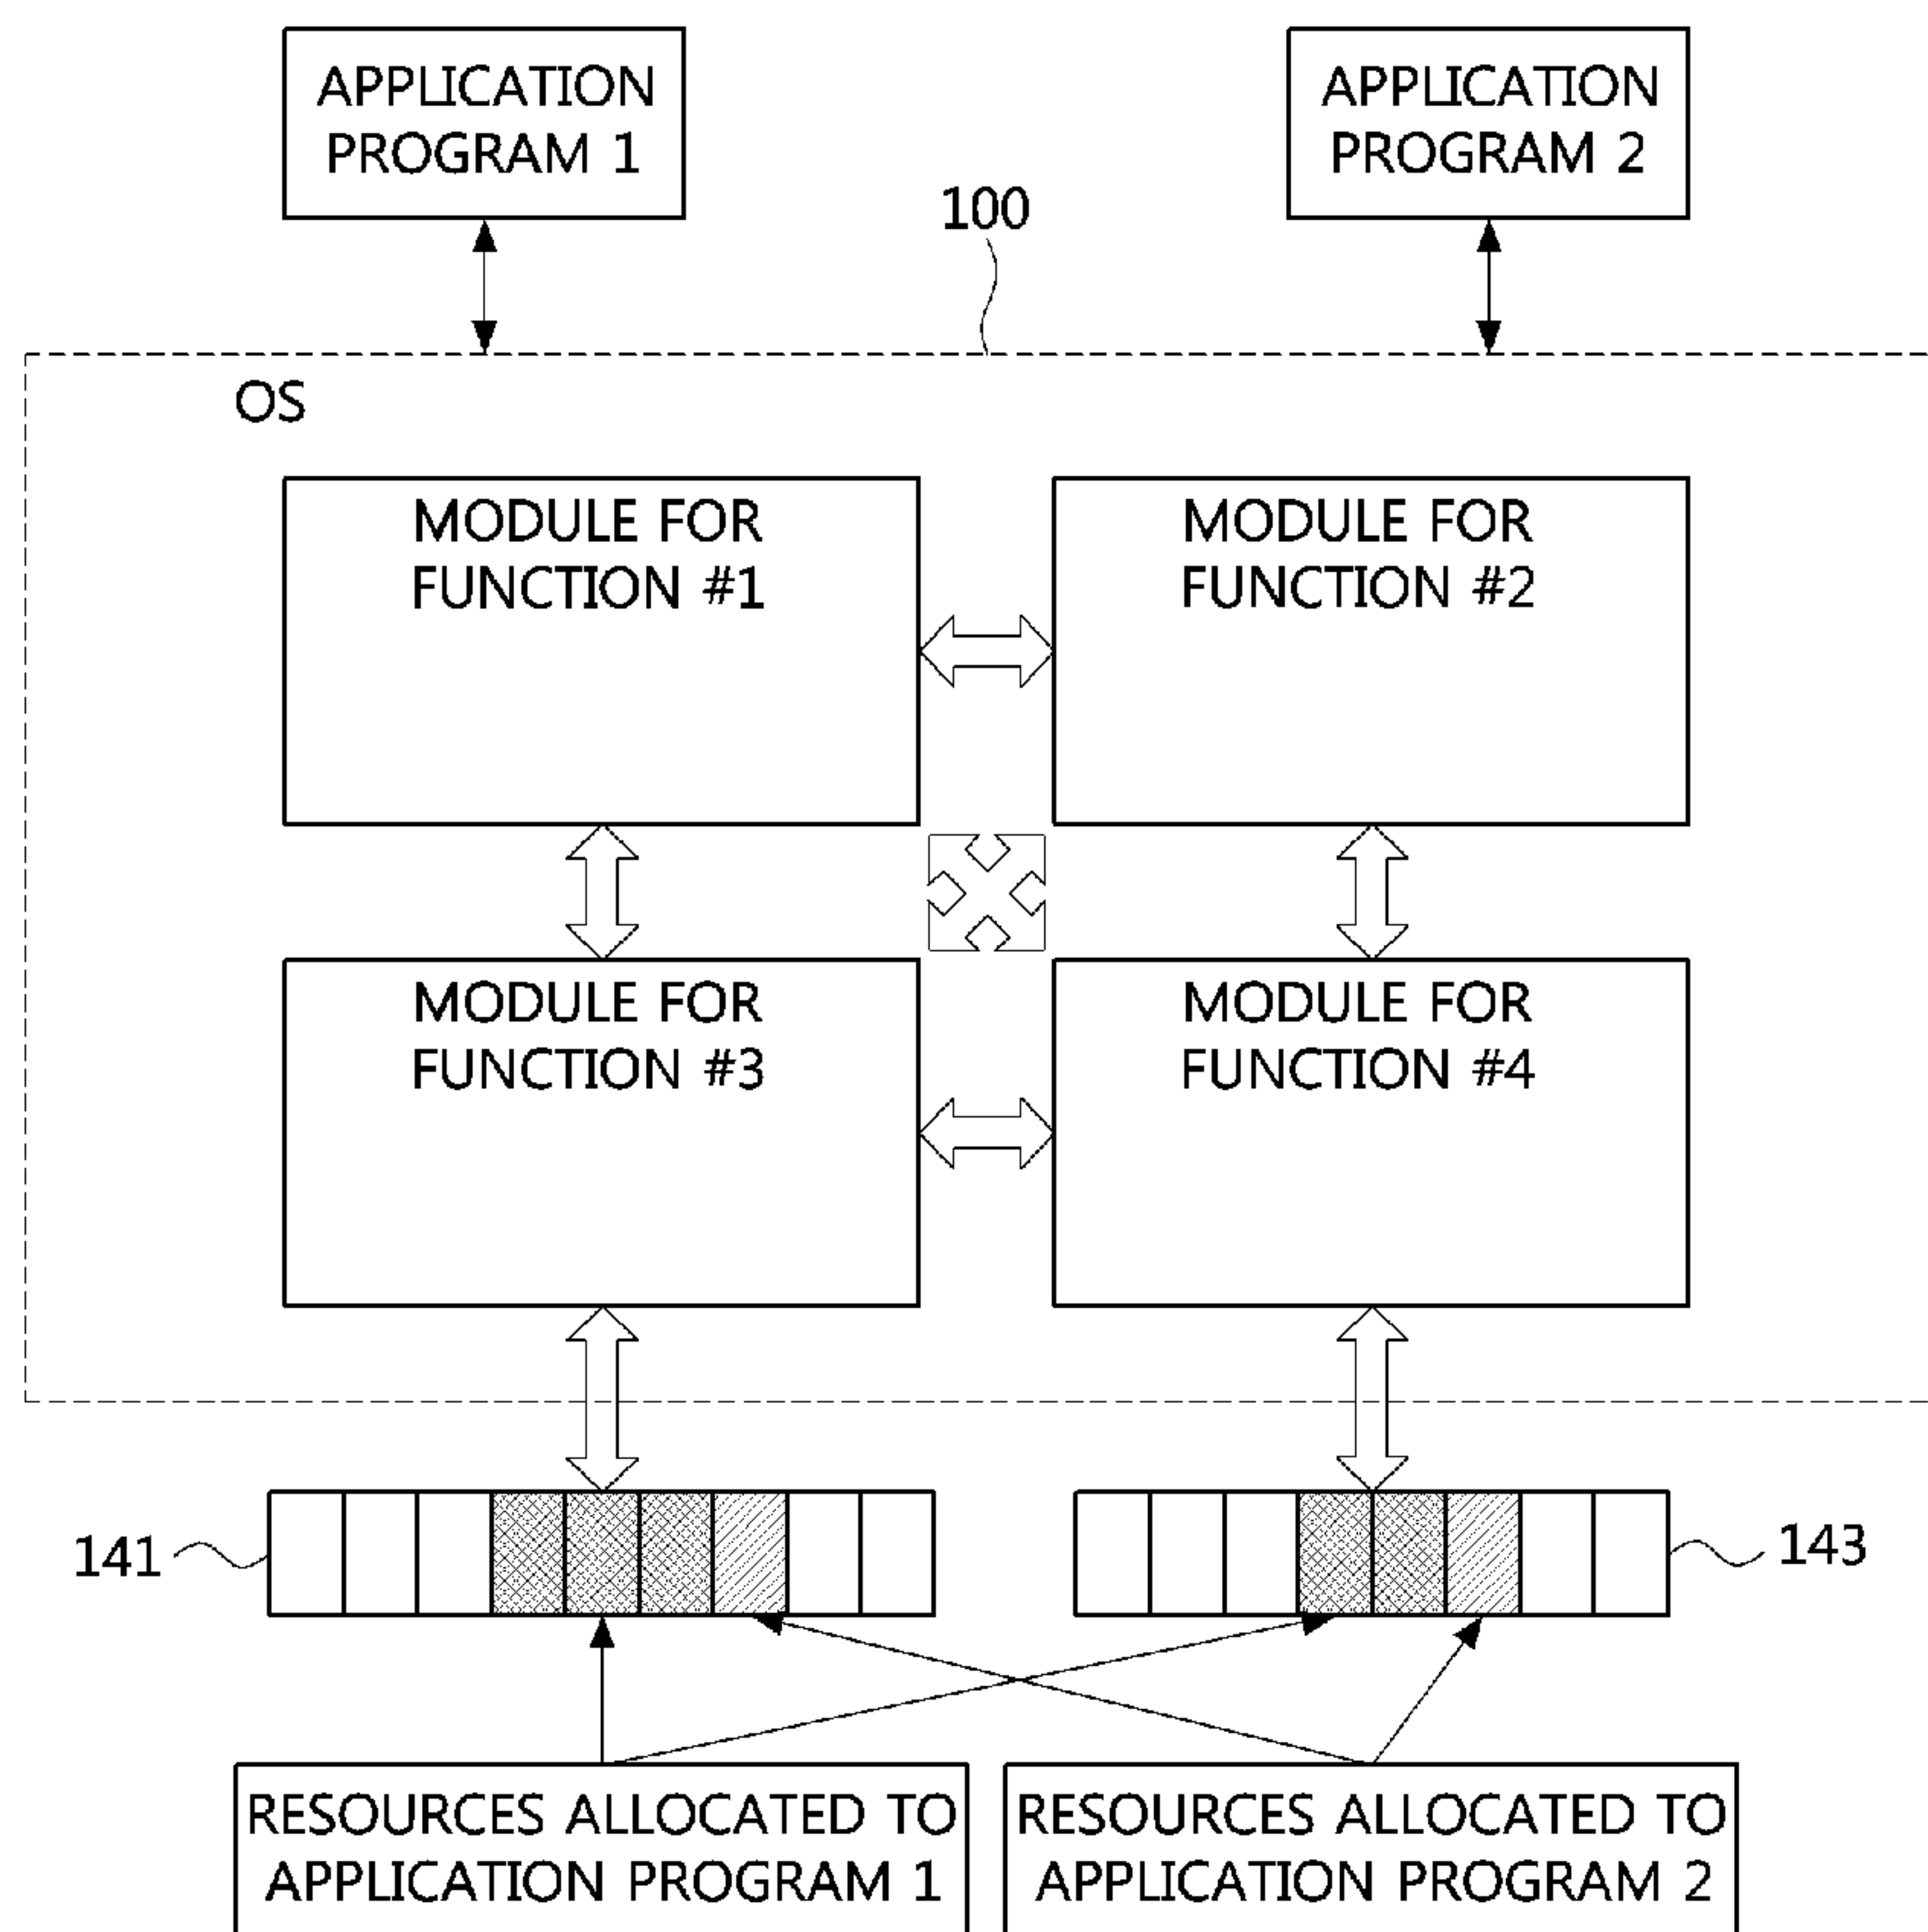 APPLICATION
PROGRAM 1
APPLICATION
PROGRAM 2
100
OS
MODULE FOR
FUNCTION #1
MODULE FOR
FUNCTION #2
MODULE FOR
FUNCTION #3
MODULE FOR
FUNCTION #4
141
143
RESOURCES ALLOCATED TO
APPLICATION PROGRAM 1
RESOURCES ALLOCATED TO
APPLICATION PROGRAM 2